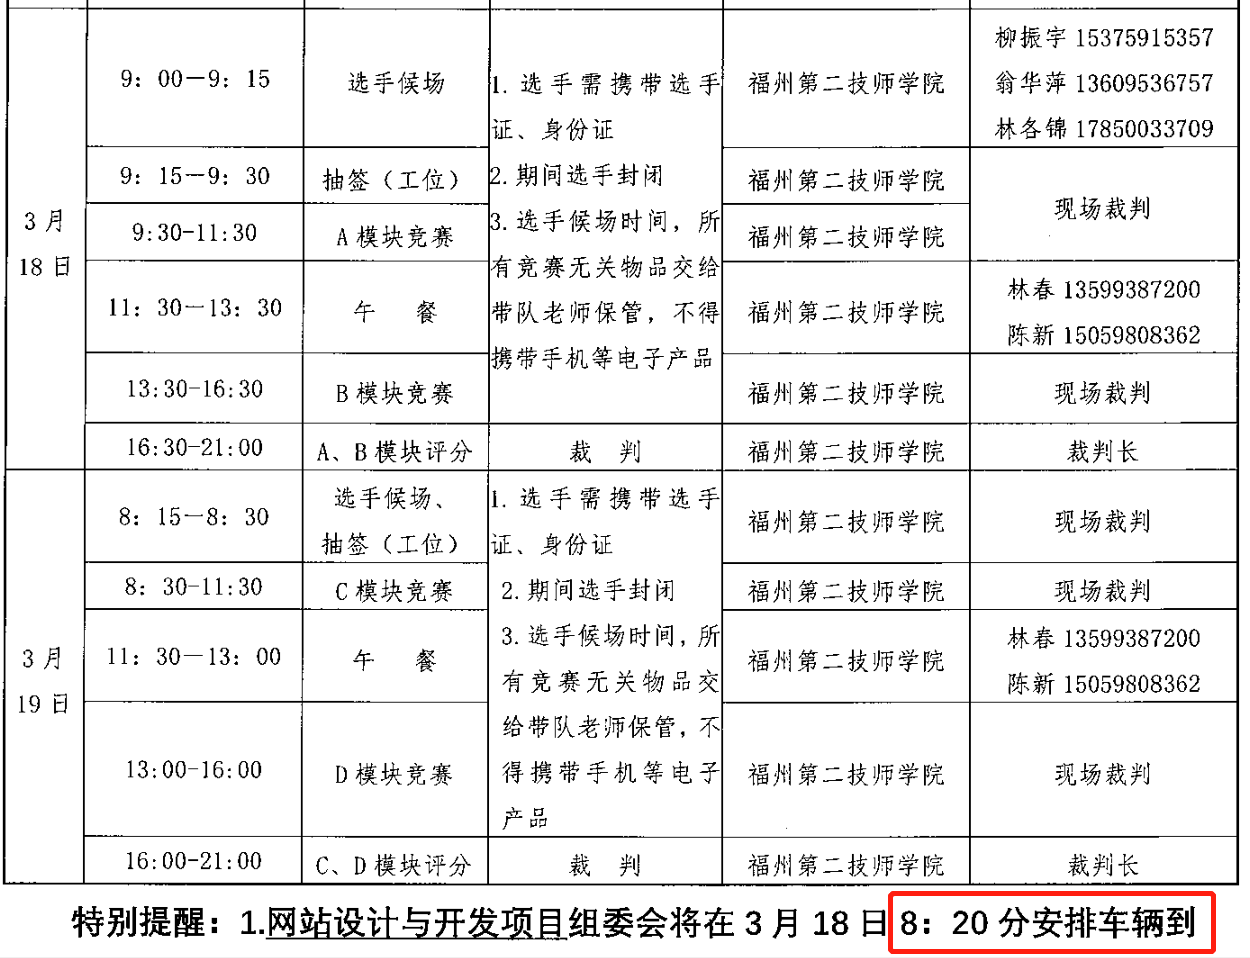 3月
18日
9：00—9：15
选手候场
1.选手需携带选手
证、身份证
2.期间选手封闭
3.选手候场时间，所
有竞赛无关物品交给
带队老师保管，不得
携带手机等电子产品
福州第二技师学院
柳振宇 15375915357
翁华萍 13609536757
林各锦 17850033709
9：15—9：30
抽签（工位）
福州第二技师学院
现场裁判
9:30-11:30
A 模块竞赛
福州第二技师学院
11：30—13：30
午 餐
福州第二技师学院
林春 13599387200
陈新 15059808362
13:30-16:30
B 模块竞赛
福州第二技师学院
现场裁判
16:30-21:00
A、B 模块评分
裁 判
福州第二技师学院
裁判长
3月
19日
8：15—8：30
选手候场、
抽签（工位）
1.选手需携带选手
证、身份证
2.期间选手封闭
3.选手候场时间，所
有竞赛无关物品交
给带队老师保管，不
得携带手机等电子
产品
福州第二技师学院
现场裁判
8：30-11:30
C 模块竞赛
福州第二技师学院
现场裁判
11：30—13：00
午 餐
福州第二技师学院
林春 13599387200
陈新 15059808362
13:00-16:00
D 模块竞赛
福州第二技师学院
现场裁判
16:00-21:00
C、D 模块评分
裁 判
福州第二技师学院
裁判长
特别提醒：1.网站设计与开发项目组委会将在 3 月 18 日 8：20 分安排车辆到